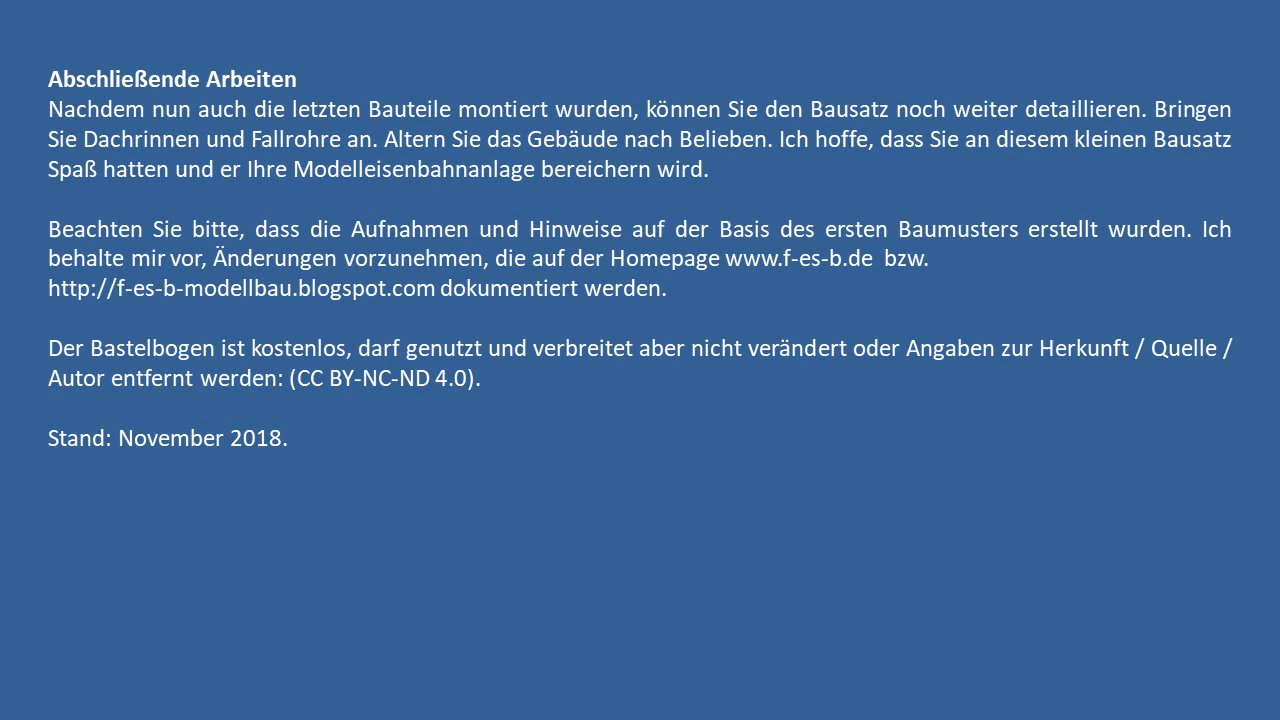 Abschließende Arbeiten
Nachdem nun auch die letzten Bauteile montiert wurden, können Sie den Bausatz noch weiter detaillieren. Bringen
Sie Dachrinnen und Fallrohre an. Altern Sie das Gebäude nach Belieben. Ich hoffe, dass Sie an diesem kleinen Bausatz
Spaß hatten und er Ihre Modelleisenbahnanlage bereichern wird.
Beachten Sie bitte, dass die Aufnahmen und Hinweise auf der Basis des ersten Baumusters erstellt wurden. Ich
behalte mir vor, Änderungen vorzunehmen, die auf der Homepage www.f-es-b.de bzw.
http://f-es-b-modellbau.blogspot.com dokumentiert werden.
Der Bastelbogen ist kostenlos, darf genutzt und verbreitet aber nicht verändert oder Angaben zur Herkunft / Quelle /
Autor entfernt werden: (CC BY-NC-ND 4.0).
Stand: November 2018.